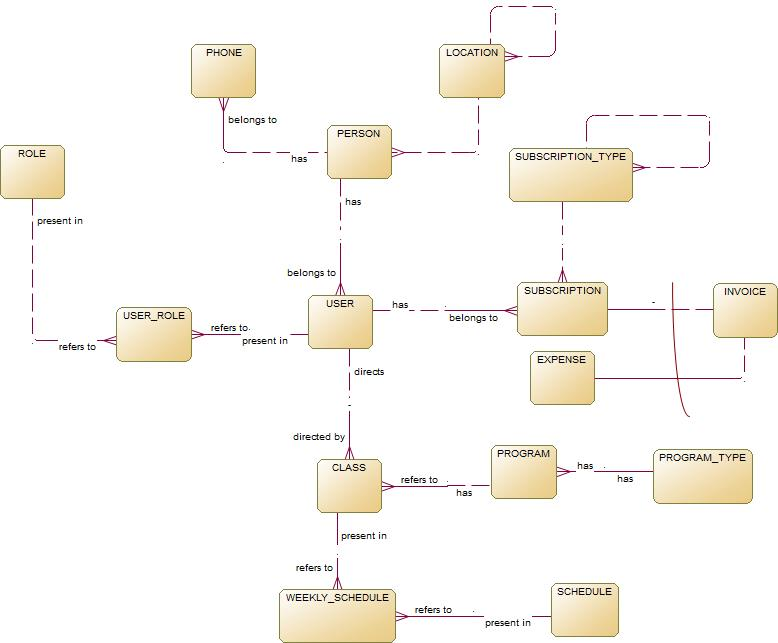 PHONE
LOCATION
belongs to
PERSON
has
ROLE
SUBSCRIPTION_TYPE
has
present in
belongs to
SUBSCRIPTION
INVOICE
USER
has
USER_ROLE
refers to
belongs to
present in
refers to
EXPENSE
directs
directed by
PROGRAM
PROGRAM_TYPE
CLASS
has
refers to
has
has
present in
refers to
WEEKLY_SCHEDULE
SCHEDULE
refers to
present in